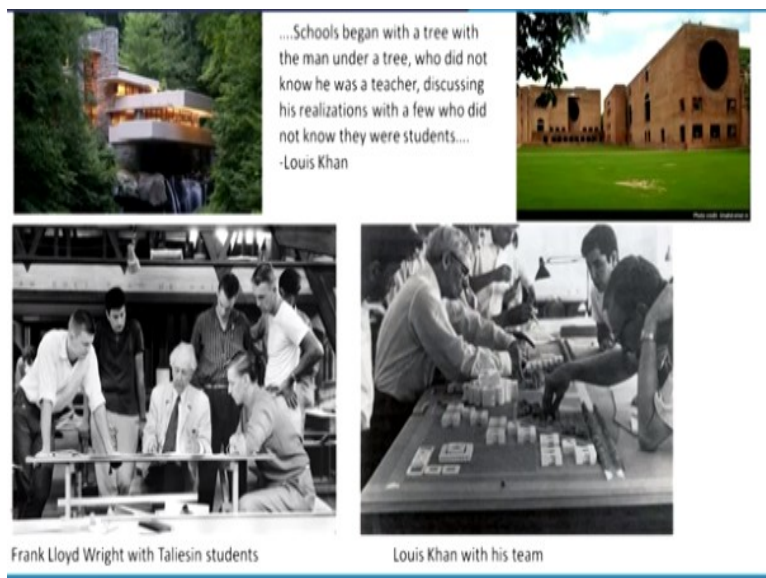 ....Schools began with a tree with
the man under a tree, who did not
know he was a teacher, discussing
his realizations with a few who did
not know they were students....
-Louis Khan
Frank Lloyd Wright with Taliesin students
Louis Khan with his team